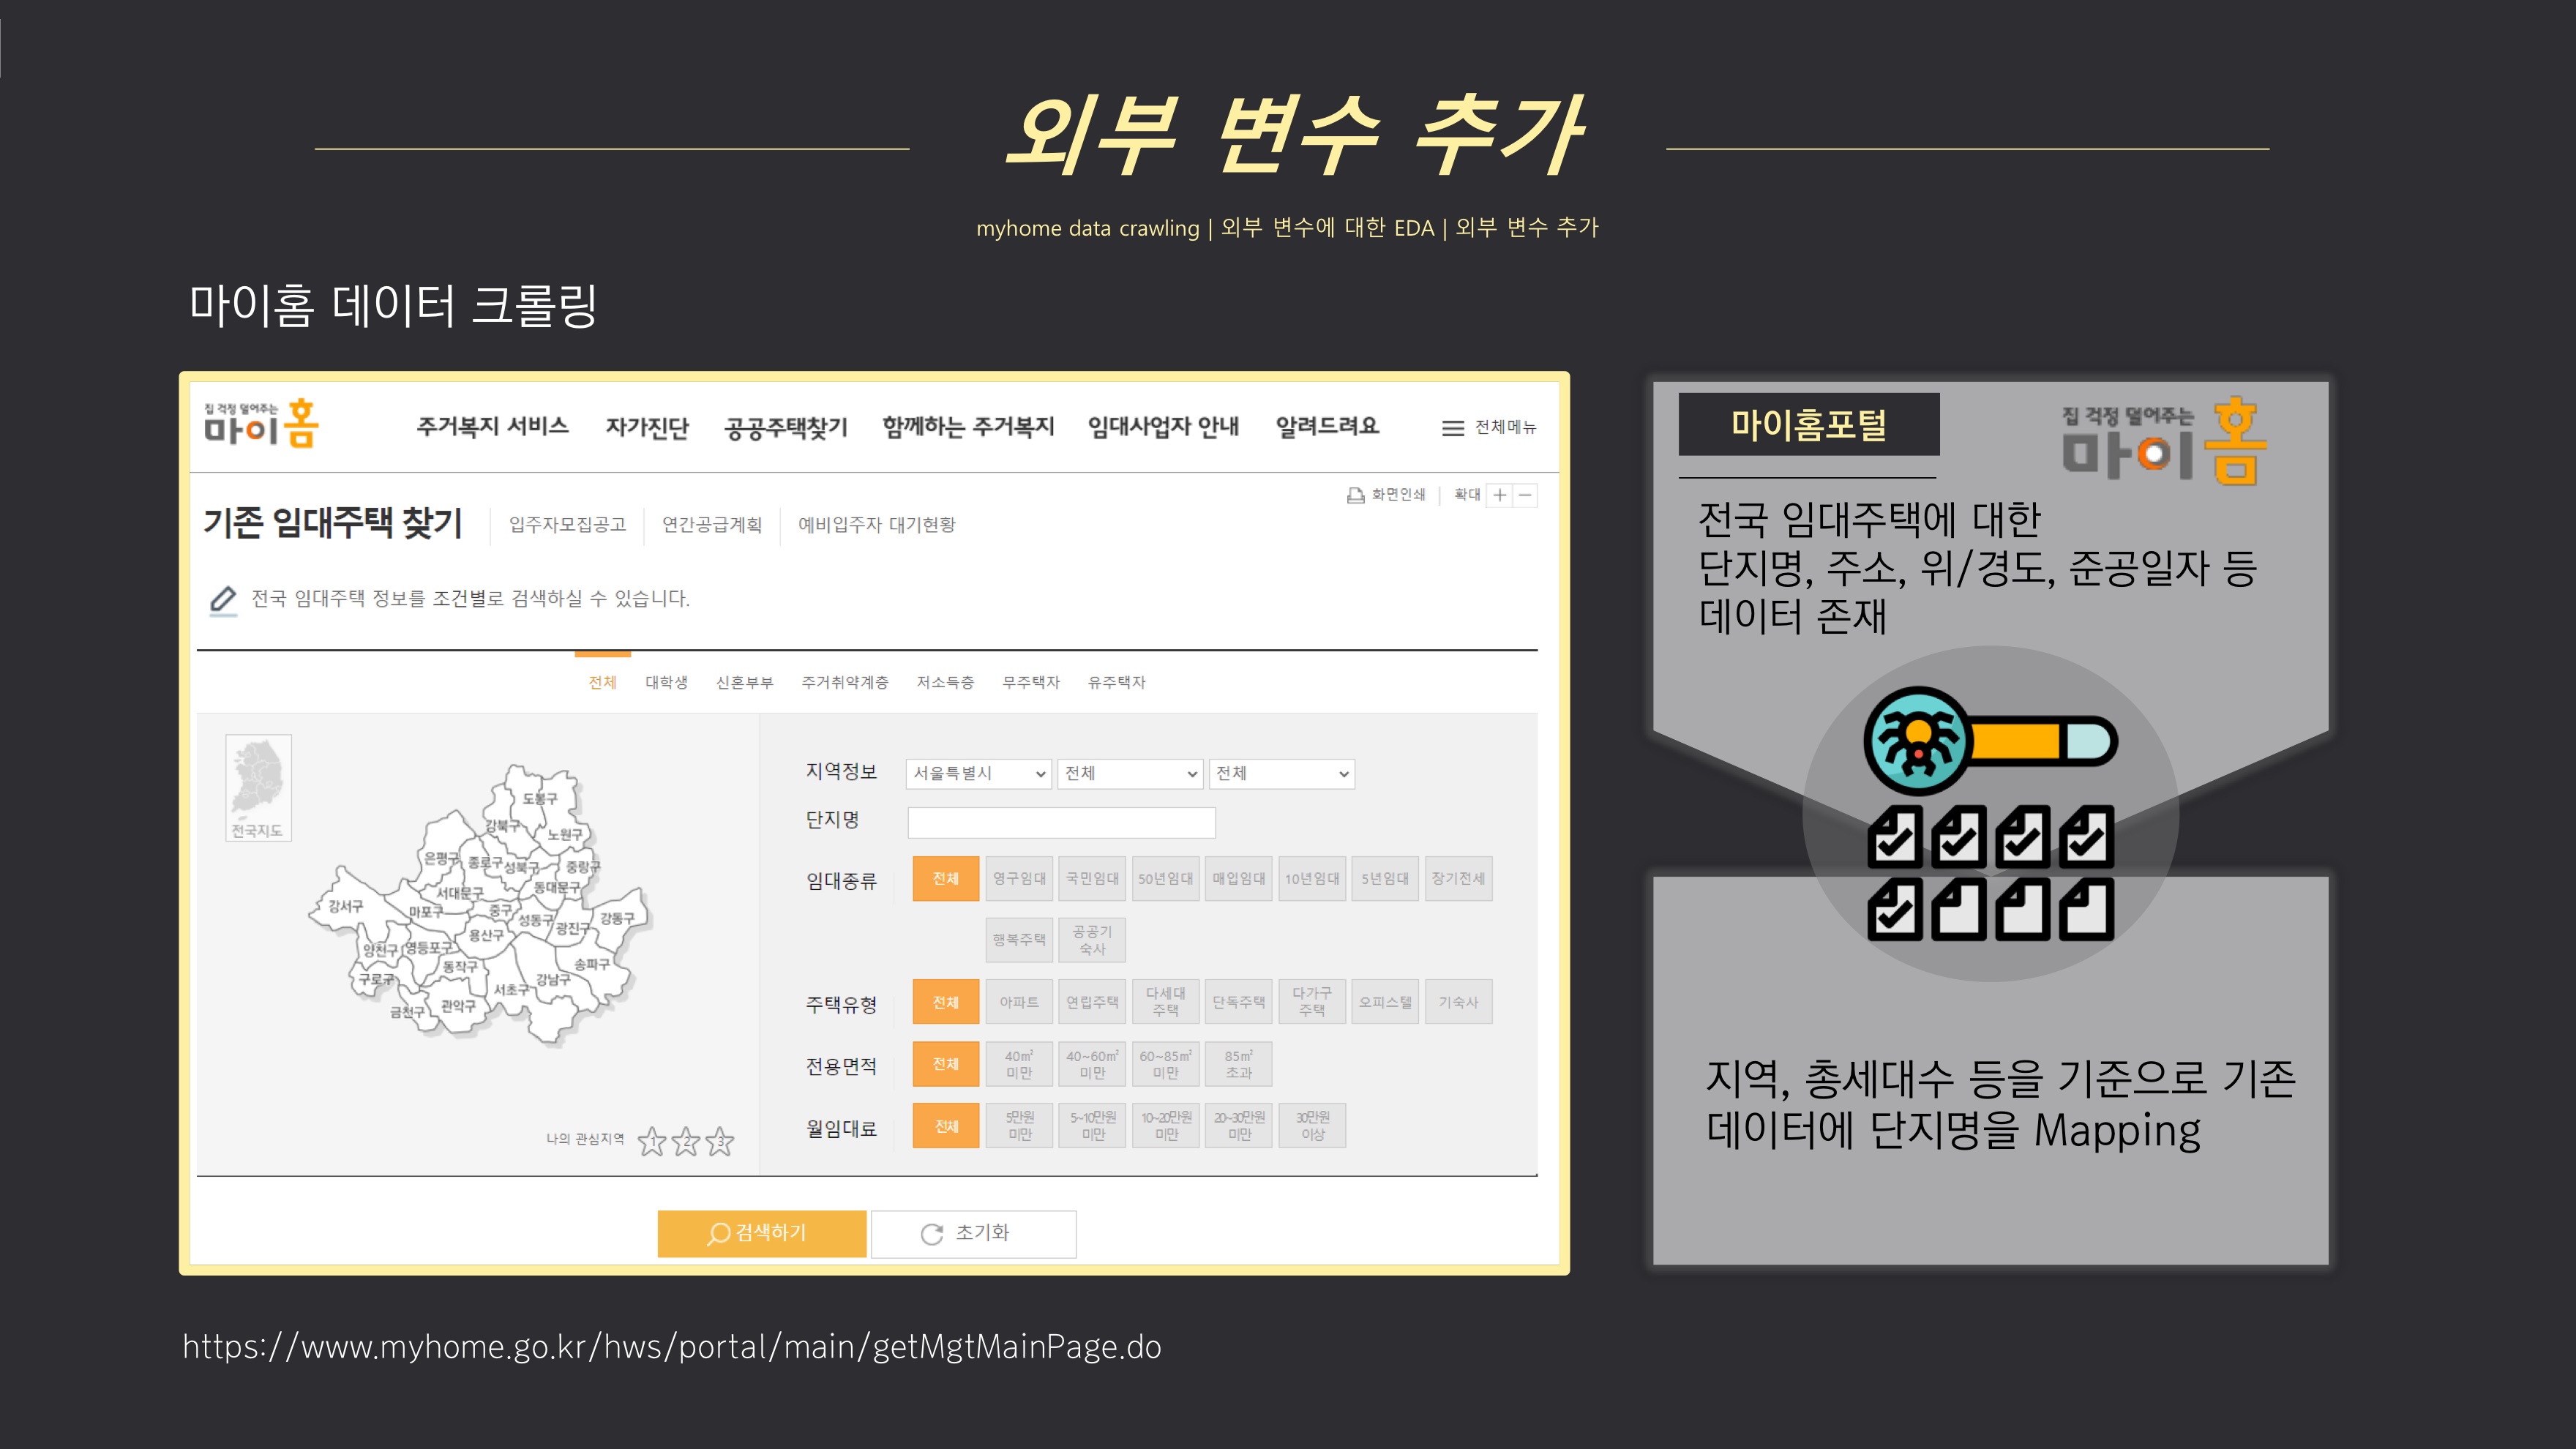 외부 변수 추가
myhome data crawling | 외부 변수에 대한 EDA | 외부 변수 추가
마이홈 데이터 크롤링
집 걱정 덜어주는
마이홈
주거복지 서비스 자가진단 공공주택찾기 함께하는 주거복지 임대사업자 안내 알려드려요 전체메뉴
화면인쇄 확대 + −
기존 임대주택 찾기 입주자모집공고 연간공급계획 예비입주자 대기현황
전국 임대주택 정보를 조건별로 검색하실 수 있습니다.
전체 대학생 신혼부부 주거취약계층 저소득층 무주택자 유주택자
전국지도
도봉구
강북구
노원구
은평구 종로구 성북구 중랑구
서대문구 동대문구
강서구 마포구 중구 성동구 광진구 강동구
용산구
양천구 영등포구
동작구 송파구
구로구 강남구
서초구
금천구 관악구
나의 관심지역 1 2 3
지역정보 서울특별시 전체 전체
단지명
임대종류 전체 영구임대 국민임대 50년임대 매입임대 10년임대 5년임대 장기전세
행복주택 공공기
숙사
주택유형 전체 아파트 연립주택 다세대
주택 단독주택 다가구
주택 오피스텔 기숙사
전용면적 전체 40㎡
미만 40~60㎡
미만 60~85㎡
미만 85㎡
초과
월임대료 전체 5만원
미만 5~10만원
미만 10~20만원
미만 20~30만원
미만 30만원
이상
검색하기 초기화
마이홈포털
집 걱정 덜어주는
마이홈
전국 임대주택에 대한
단지명, 주소, 위/경도, 준공일자 등
데이터 존재
지역, 총세대수 등을 기준으로 기존
데이터에 단지명을 Mapping
https://www.myhome.go.kr/hws/portal/main/getMgtMainPage.do